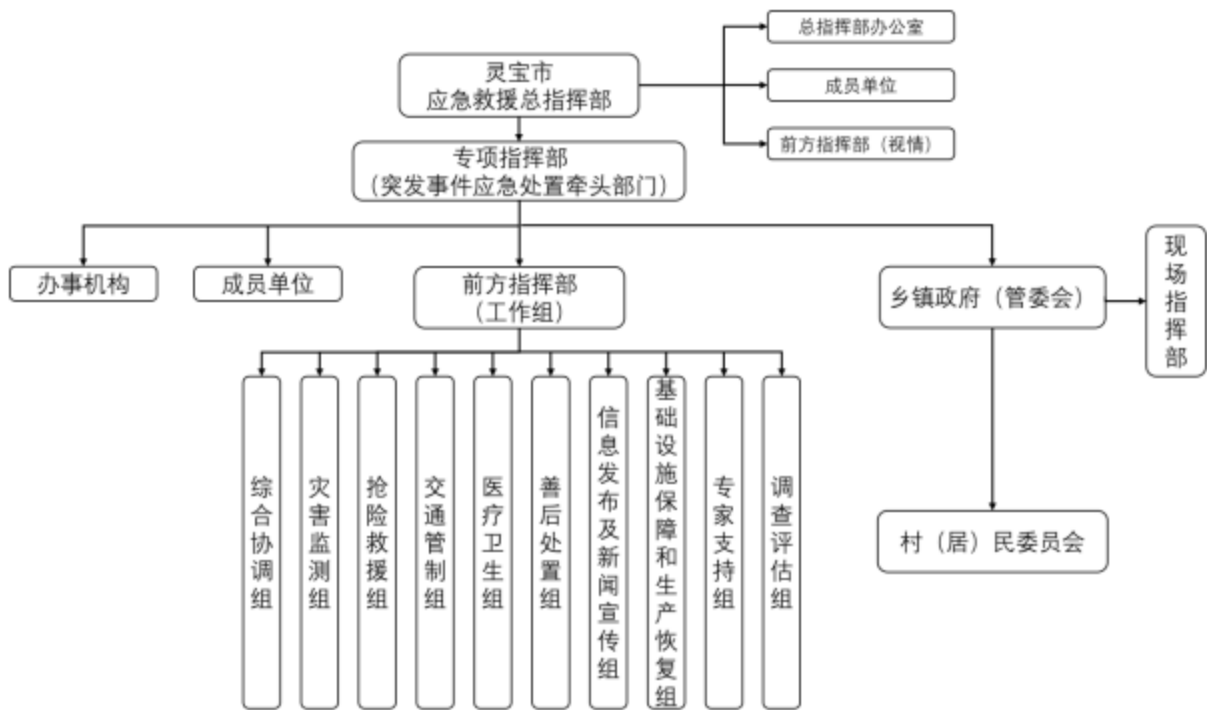 总指挥部办公室
灵宝市
应急救援总指挥部
成员单位
前方指挥部（视情）
专项指挥部
（突发事件应急处置牵头部门）
办事机构
成员单位
前方指挥部
（工作组）
乡镇政府（管委会）
现场指挥部
综合协调组
灾害监测组
抢险救援组
交通管制组
医疗卫生组
善后处置组
信息发布及新闻宣传组
基础设施保障和生产恢复组
专家支持组
调查评估组
村（居）民委员会